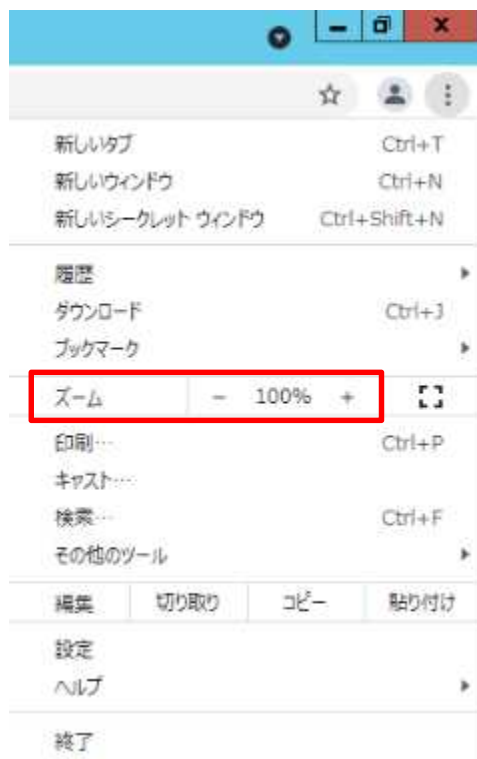 新しいタブ Ctrl+T
新しいウィンドウ Ctrl+N
新しいシークレット ウィンドウ Ctrl+Shift+N
履歴
ダウンロード Ctrl+J
ブックマーク
ズーム － 100% ＋
印刷… Ctrl+P
キャスト…
検索… Ctrl+F
その他のツール
編集 切り取り コピー 貼り付け
設定
ヘルプ
終了